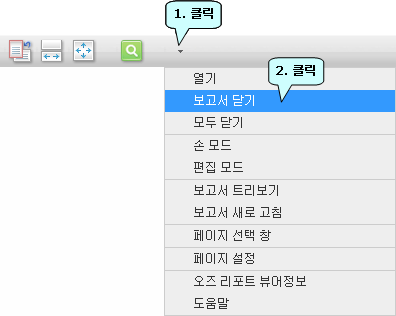 1. 클릭
2. 클릭
열기
보고서 닫기
모두 닫기
손 모드
편집 모드
보고서 트리보기
보고서 새로 고침
페이지 선택 창
페이지 설정
오즈 리포트 뷰어정보
도움말